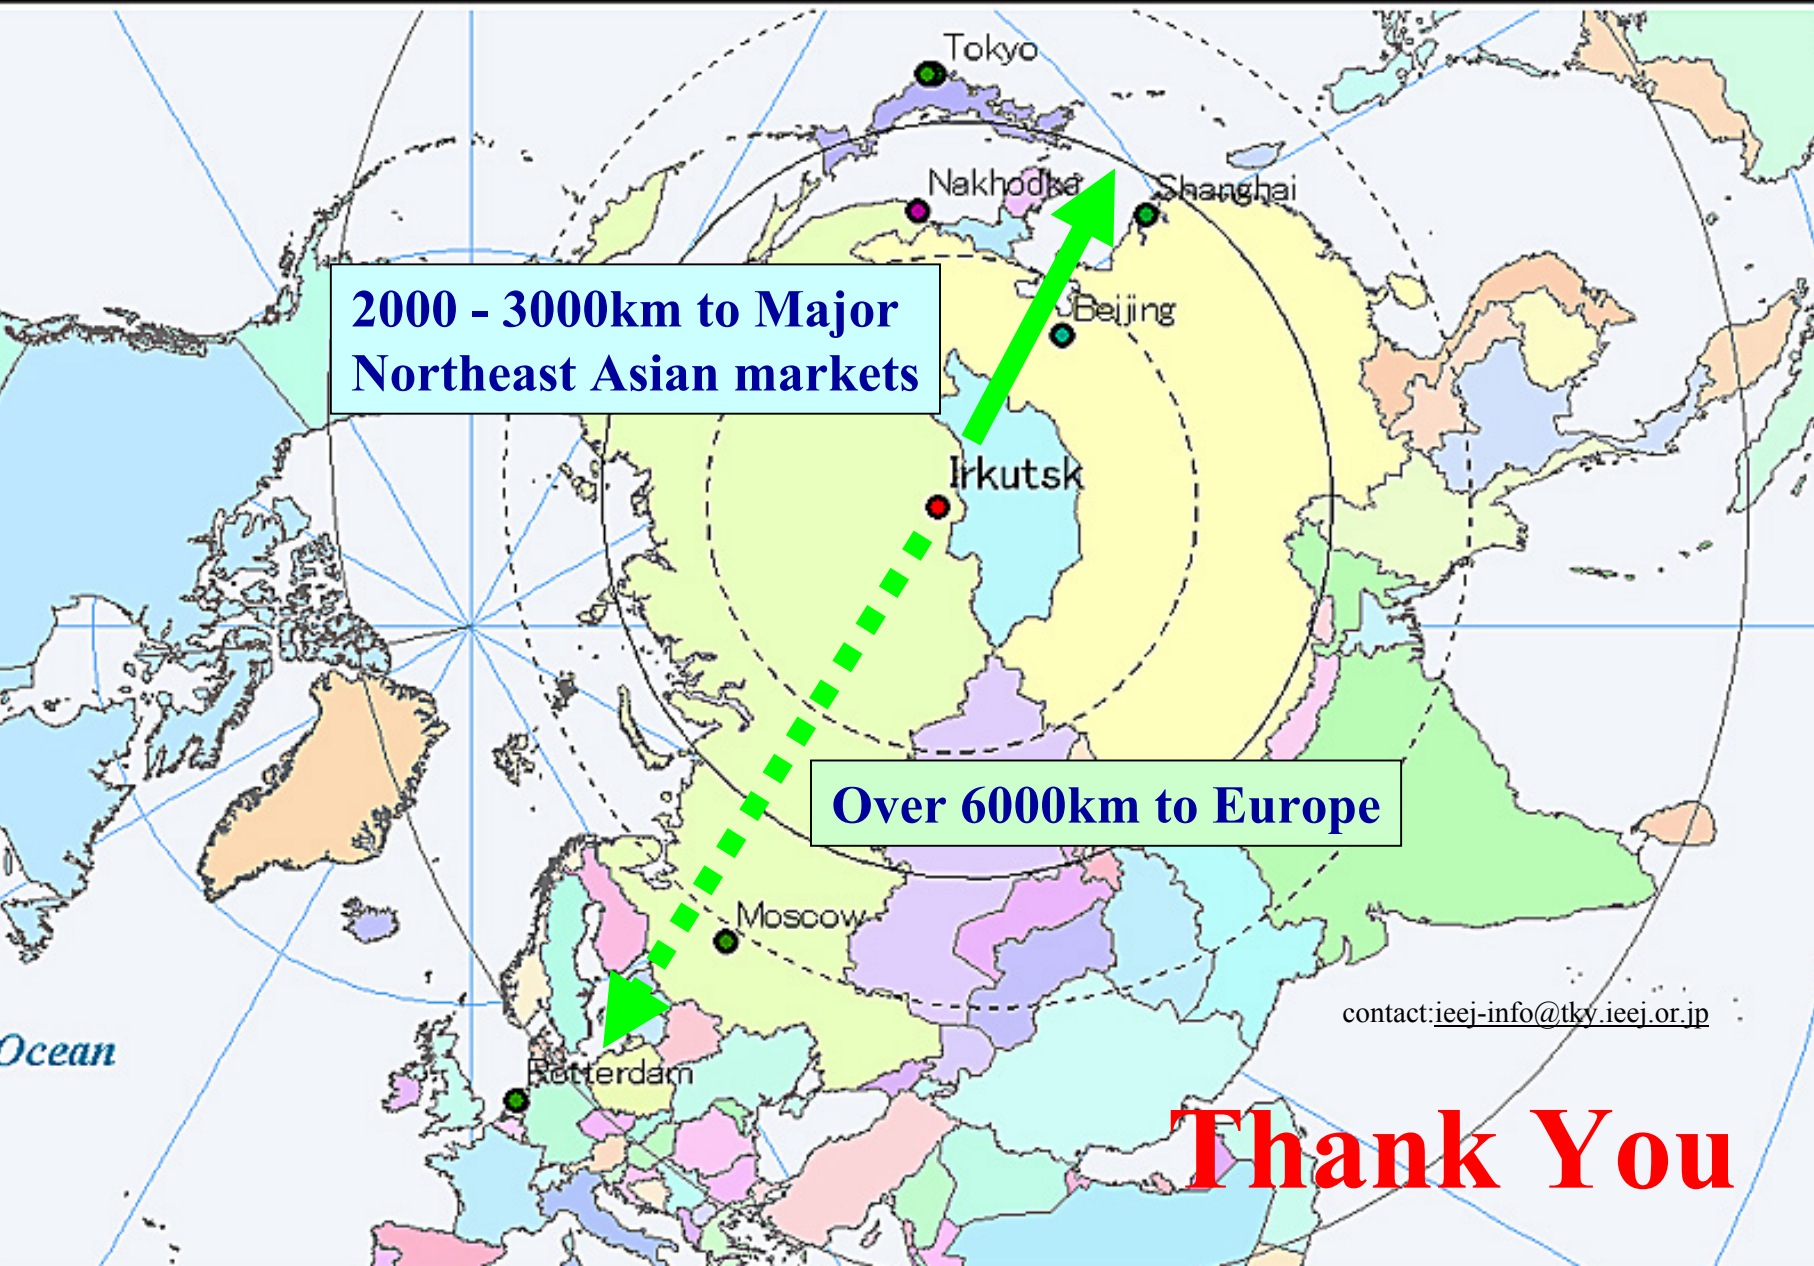 Tokyo
Nakhodka
Shanghai
2000 - 3000km to Major
Northeast Asian markets
Beijing
Irkutsk
Over 6000km to Europe
Moscow
contact:ieej-info@tky.ieej.or.jp
Ocean
Rotterdam
Thank You